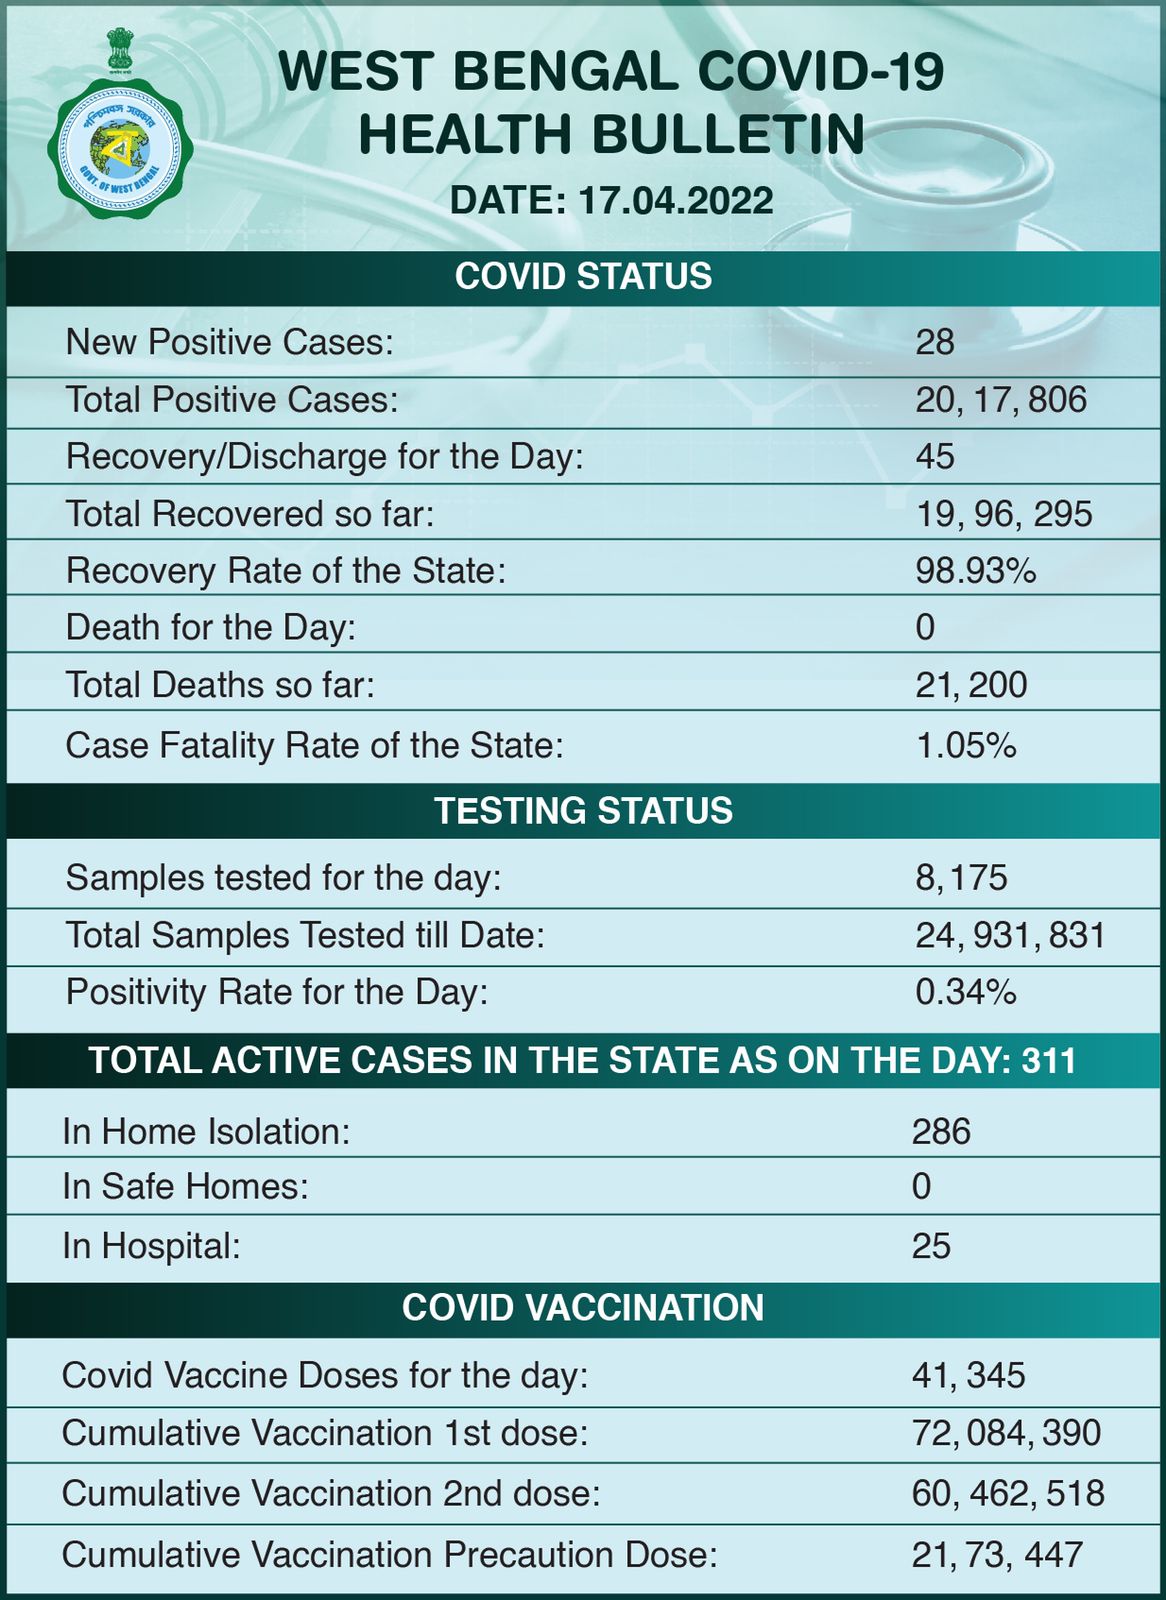 सत्यमेव जयते
পশ্চিমবঙ্গ সরকার
ব
GOVT. OF WEST BENGAL
WEST BENGAL COVID-19
HEALTH BULLETIN
DATE: 17.04.2022
COVID STATUS
New Positive Cases: 28
Total Positive Cases: 20, 17, 806
Recovery/Discharge for the Day: 45
Total Recovered so far: 19, 96, 295
Recovery Rate of the State: 98.93%
Death for the Day: 0
Total Deaths so far: 21, 200
Case Fatality Rate of the State: 1.05%
TESTING STATUS
Samples tested for the day: 8, 175
Total Samples Tested till Date: 24, 931, 831
Positivity Rate for the Day: 0.34%
TOTAL ACTIVE CASES IN THE STATE AS ON THE DAY: 311
In Home Isolation: 286
In Safe Homes: 0
In Hospital: 25
COVID VACCINATION
Covid Vaccine Doses for the day: 41, 345
Cumulative Vaccination 1st dose: 72, 084, 390
Cumulative Vaccination 2nd dose: 60, 462, 518
Cumulative Vaccination Precaution Dose: 21, 73, 447